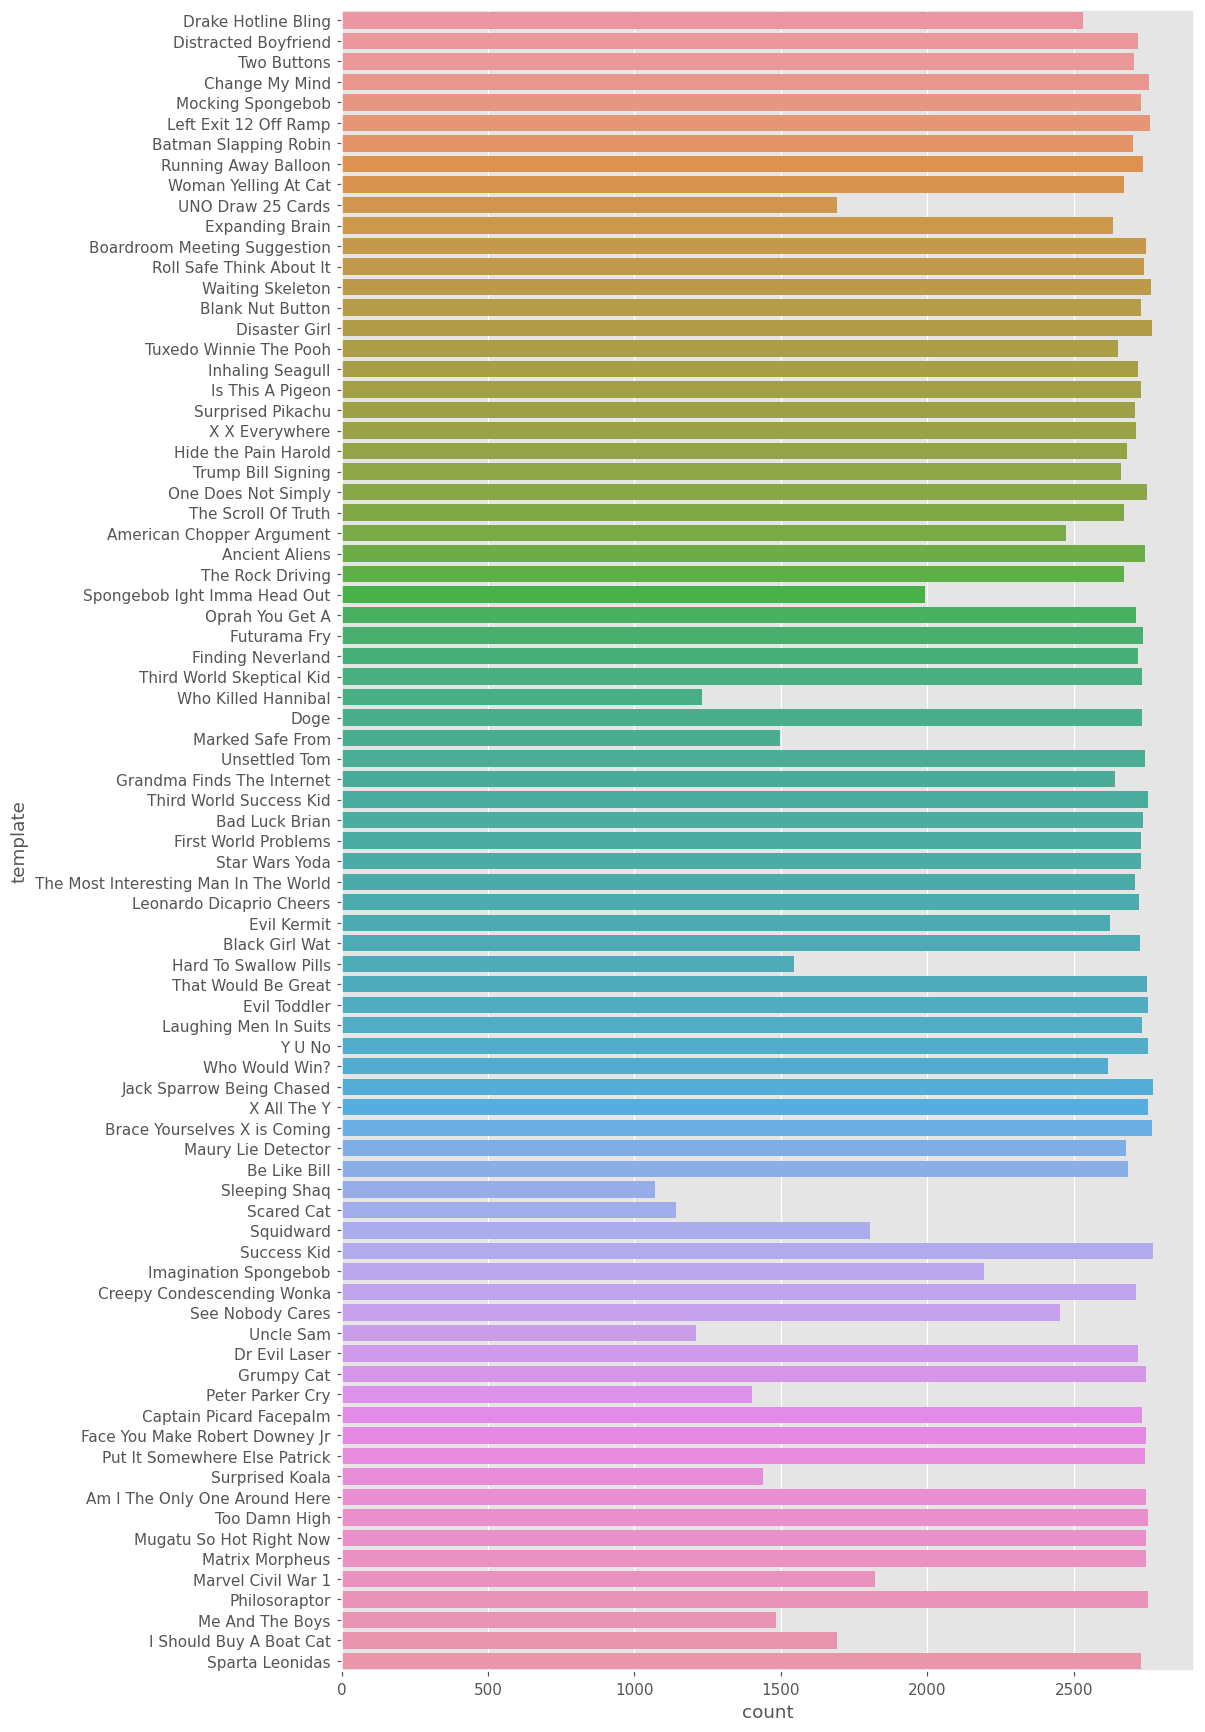 Drake Hotline Bling
Distracted Boyfriend
Two Buttons
Change My Mind
Mocking Spongebob
Left Exit 12 Off Ramp
Batman Slapping Robin
Running Away Balloon
Woman Yelling At Cat
UNO Draw 25 Cards
Expanding Brain
Boardroom Meeting Suggestion
Roll Safe Think About It
Waiting Skeleton
Blank Nut Button
Disaster Girl
Tuxedo Winnie The Pooh
Inhaling Seagull
Is This A Pigeon
Surprised Pikachu
X X Everywhere
Hide the Pain Harold
Trump Bill Signing
One Does Not Simply
The Scroll Of Truth
American Chopper Argument
Ancient Aliens
The Rock Driving
Spongebob Ight Imma Head Out
Oprah You Get A
Futurama Fry
Finding Neverland
Third World Skeptical Kid
Who Killed Hannibal
Doge
Marked Safe From
Unsettled Tom
Grandma Finds The Internet
Third World Success Kid
Bad Luck Brian
First World Problems
Star Wars Yoda
The Most Interesting Man In The World
Leonardo Dicaprio Cheers
Evil Kermit
Black Girl Wat
Hard To Swallow Pills
That Would Be Great
Evil Toddler
Laughing Men In Suits
Y U No
Who Would Win?
Jack Sparrow Being Chased
X All The Y
Brace Yourselves X is Coming
Maury Lie Detector
Be Like Bill
Sleeping Shaq
Scared Cat
Squidward
Success Kid
Imagination Spongebob
Creepy Condescending Wonka
See Nobody Cares
Uncle Sam
Dr Evil Laser
Grumpy Cat
Peter Parker Cry
Captain Picard Facepalm
Face You Make Robert Downey Jr
Put It Somewhere Else Patrick
Surprised Koala
Am I The Only One Around Here
Too Damn High
Mugatu So Hot Right Now
Matrix Morpheus
Marvel Civil War 1
Philosoraptor
Me And The Boys
I Should Buy A Boat Cat
Sparta Leonidas
template
0 500 1000 1500 2000 2500
count